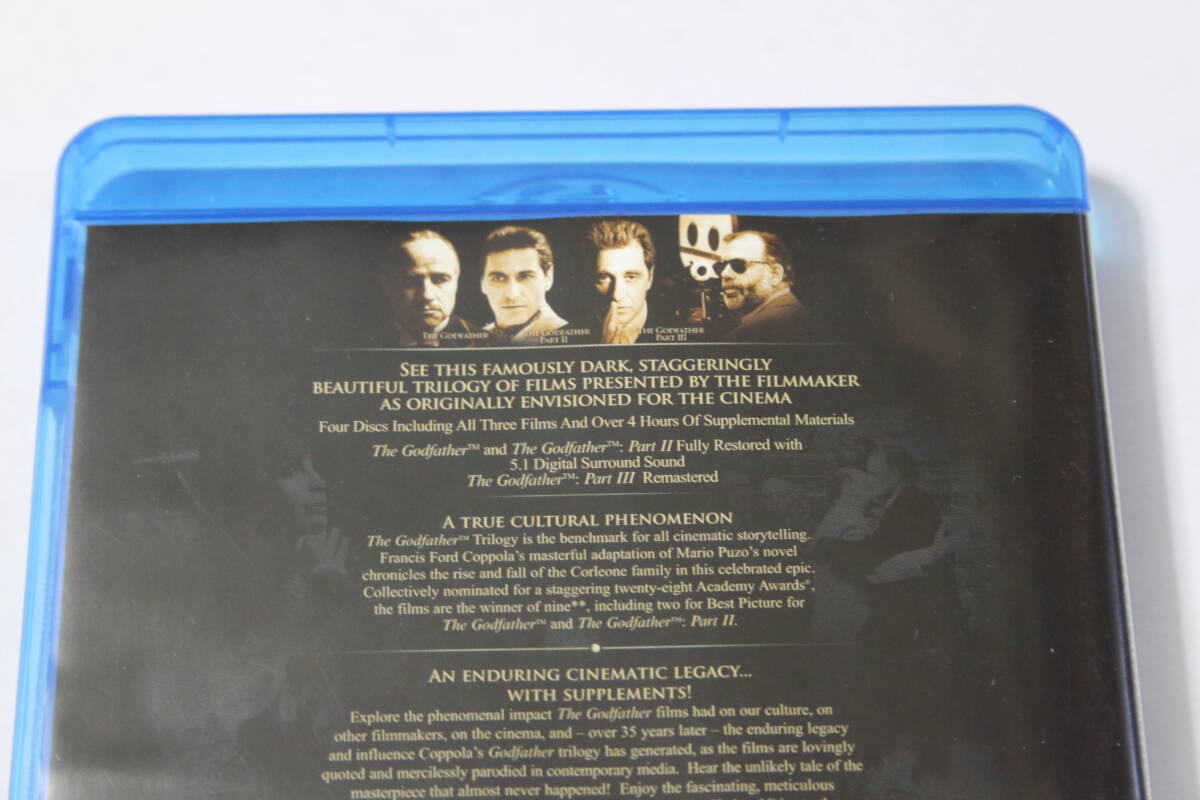 THE GODFATHER
THE GODFATHER
PART II
THE GODFATHER
PART III
SEE THIS FAMOUSLY DARK, STAGGERINGLY
BEAUTIFUL TRILOGY OF FILMS PRESENTED BY THE FILMMAKER
AS ORIGINALLY ENVISIONED FOR THE CINEMA
Four Discs Including All Three Films And Over 4 Hours Of Supplemental Materials
The Godfather™ and The Godfather™: Part II Fully Restored with
5.1 Digital Surround Sound
The Godfather™: Part III Remastered
A TRUE CULTURAL PHENOMENON
The Godfather™ Trilogy is the benchmark for all cinematic storytelling.
Francis Ford Coppola's masterful adaptation of Mario Puzo's novel
chronicles the rise and fall of the Corleone family in this celebrated epic.
Collectively nominated for a staggering twenty-eight Academy Awards®,
the films are the winner of nine**, including two for Best Picture for
The Godfather™ and The Godfather™: Part II.
AN ENDURING CINEMATIC LEGACY...
WITH SUPPLEMENTS!
Explore the phenomenal impact The Godfather films had on our culture, on
other filmmakers, on the cinema, and – over 35 years later – the enduring legacy
and influence Coppola's Godfather trilogy has generated, as the films are lovingly
quoted and mercilessly parodied in contemporary media. Hear the unlikely tale of the
masterpiece that almost never happened! Enjoy the fascinating, meticulous